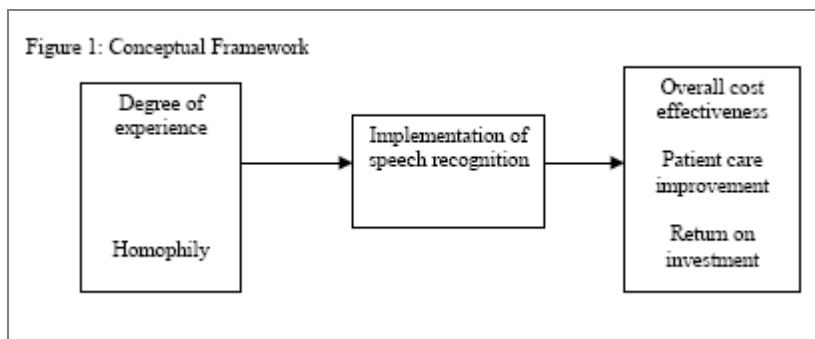 Figure 1: Conceptual Framework
Degree of
experience
Homophily
Implementation of
speech recognition
Overall cost
effectiveness
Patient care
improvement
Return on
investment